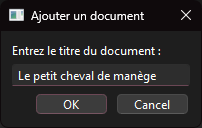 Ajouter un document
Entrez le titre du document :
Le petit cheval de manège
OK
Cancel